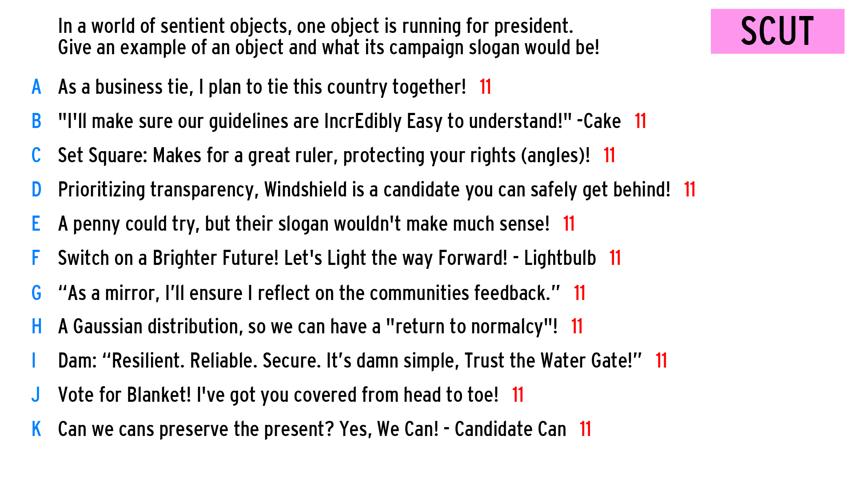 In a world of sentient objects, one object is running for president.
Give an example of an object and what its campaign slogan would be!
SCUT
A As a business tie, I plan to tie this country together! 11
B "I'll make sure our guidelines are IncrEdibly Easy to understand!" -Cake 11
C Set Square: Makes for a great ruler, protecting your rights (angles)! 11
D Prioritizing transparency, Windshield is a candidate you can safely get behind! 11
E A penny could try, but their slogan wouldn't make much sense! 11
F Switch on a Brighter Future! Let's Light the way Forward! - Lightbulb 11
G “As a mirror, I’ll ensure I reflect on the communities feedback.” 11
H A Gaussian distribution, so we can have a "return to normalcy"! 11
I Dam: “Resilient. Reliable. Secure. It’s damn simple, Trust the Water Gate!” 11
J Vote for Blanket! I've got you covered from head to toe! 11
K Can we cans preserve the present? Yes, We Can! - Candidate Can 11